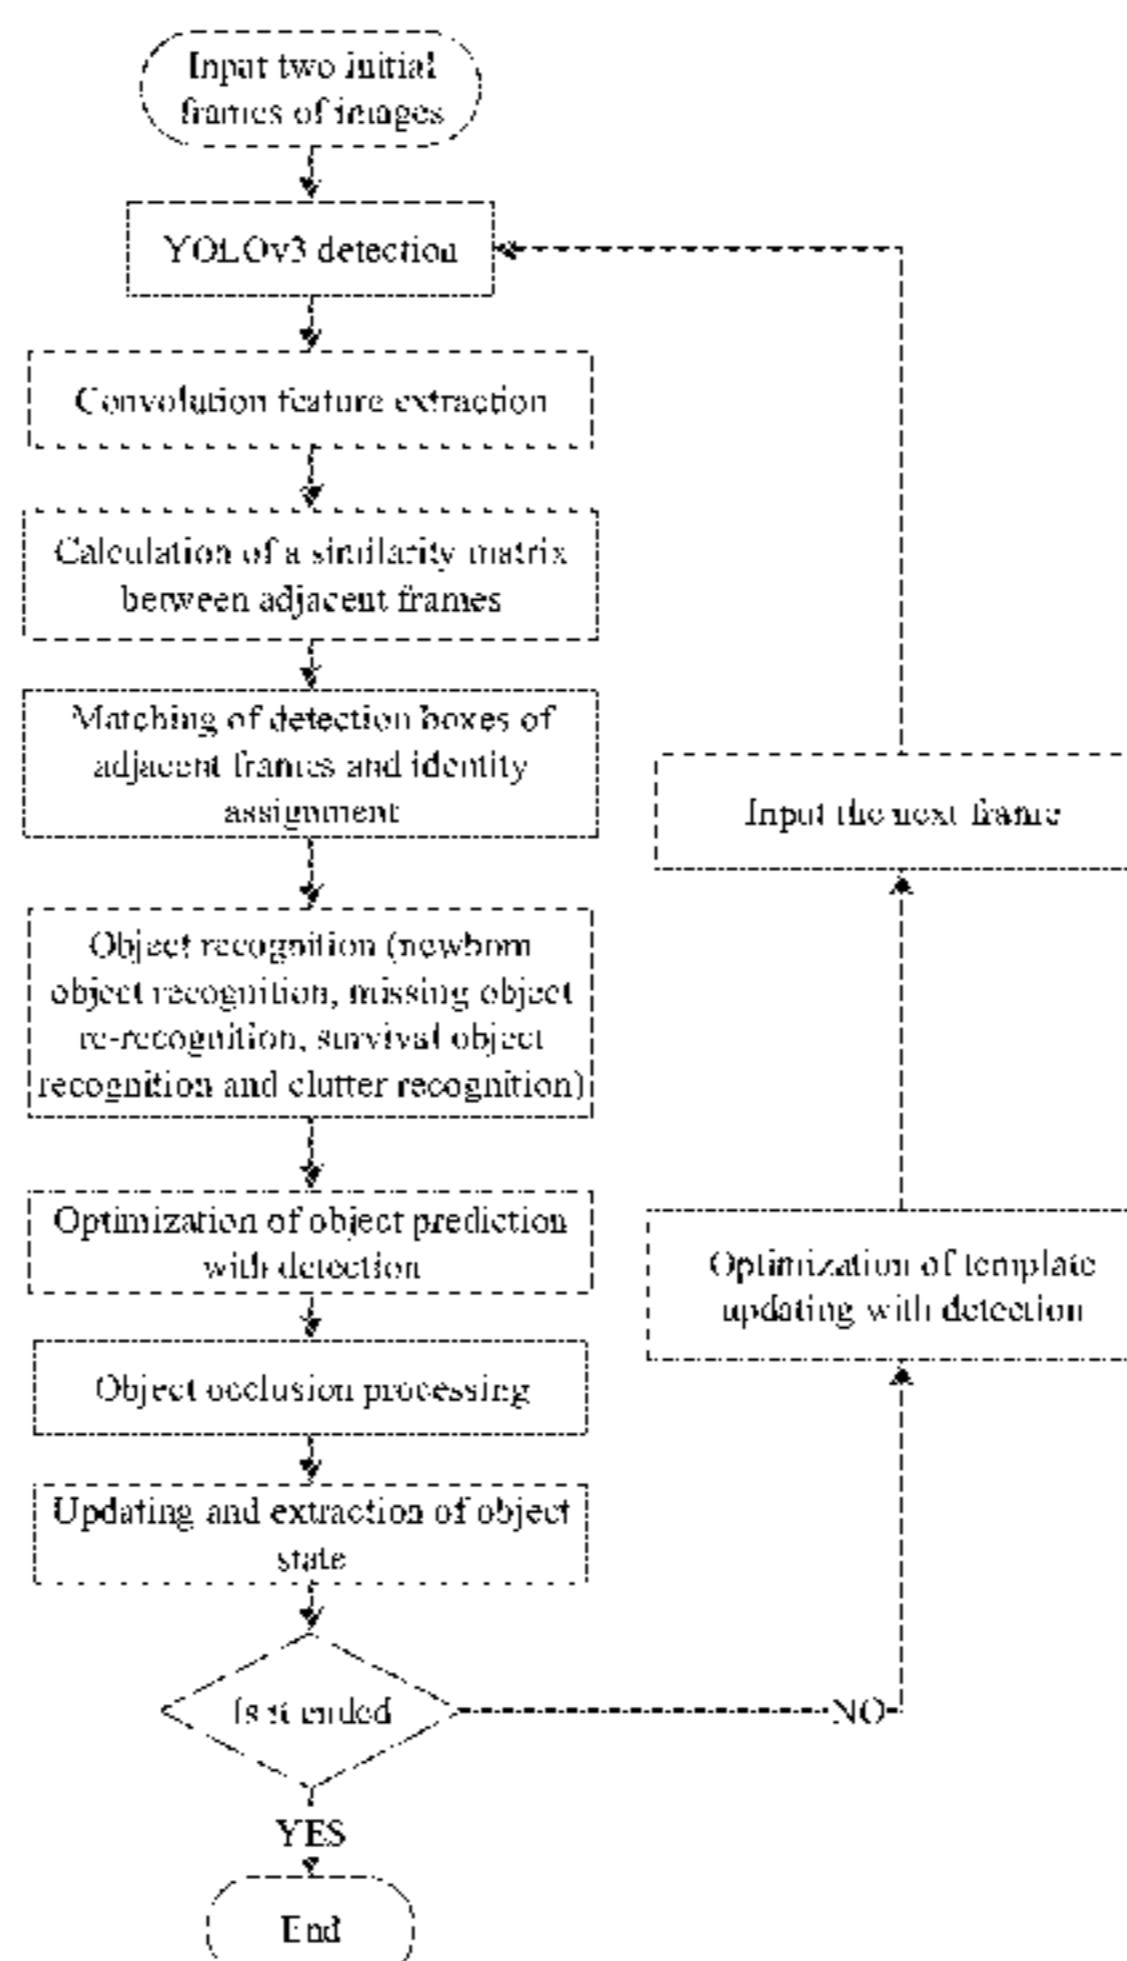 Input two initial
frames of images
YOLOv3 detection
Convolution feature extraction
Calculation of a similarity matrix
between adjacent frames
Matching of detection boxes of
adjacent frames and identity
assignment
Object recognition (newborn
object recognition, missing object
re-recognition, survival object
recognition and clutter recognition)
Optimization of object prediction
with detection
Object occlusion processing
Updating and extraction of object
state
Is it ended
YES
End
NO
Optimization of template
updating with detection
Input the next frame